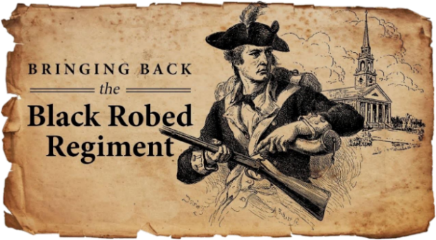 BRINGING BACK
the
Black Robed
Regiment